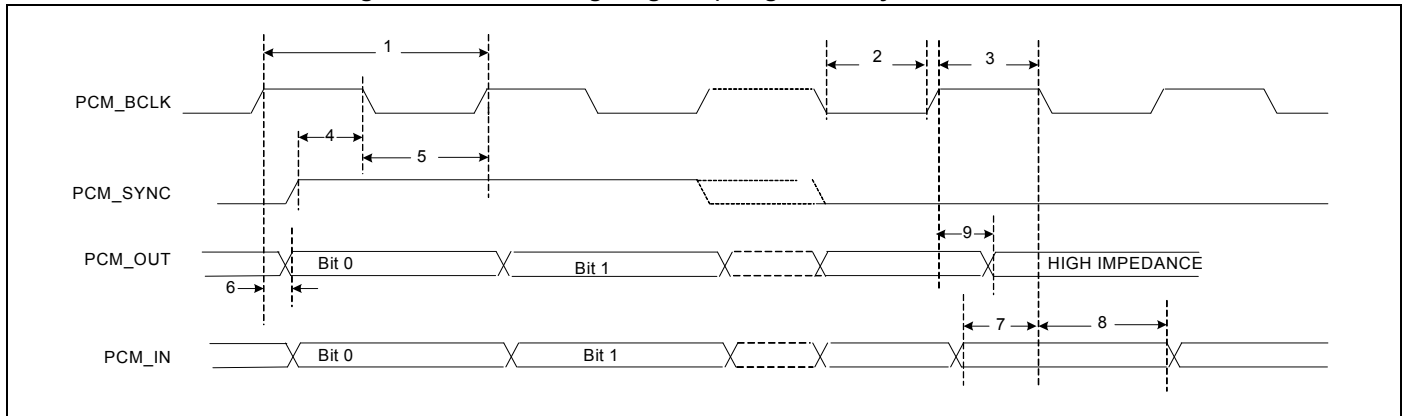 1
2
3
PCM_BCLK
4
5
PCM_SYNC
9
PCM_OUT
Bit 0
Bit 1
HIGH IMPEDANCE
6
7
8
PCM_IN
Bit 0
Bit 1